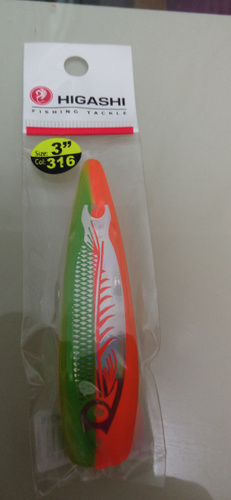 HIGASHI
FISHING TACKLE
Size: 3"
Col: 316